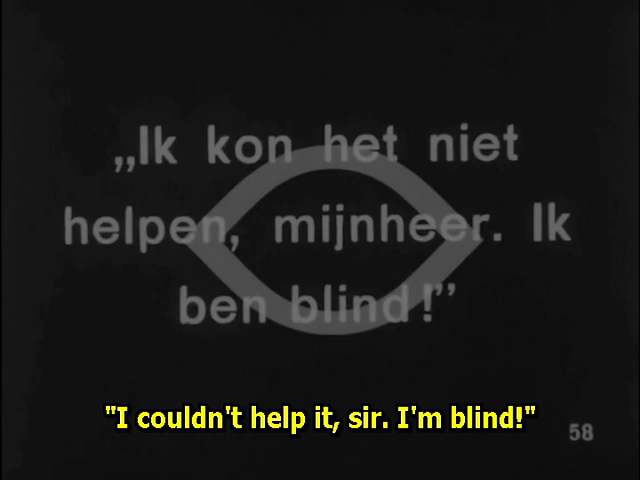 „Ik kon het niet
helpen, mijnheer. Ik
ben blind!”
"I couldn't help it, sir. I'm blind!"
58